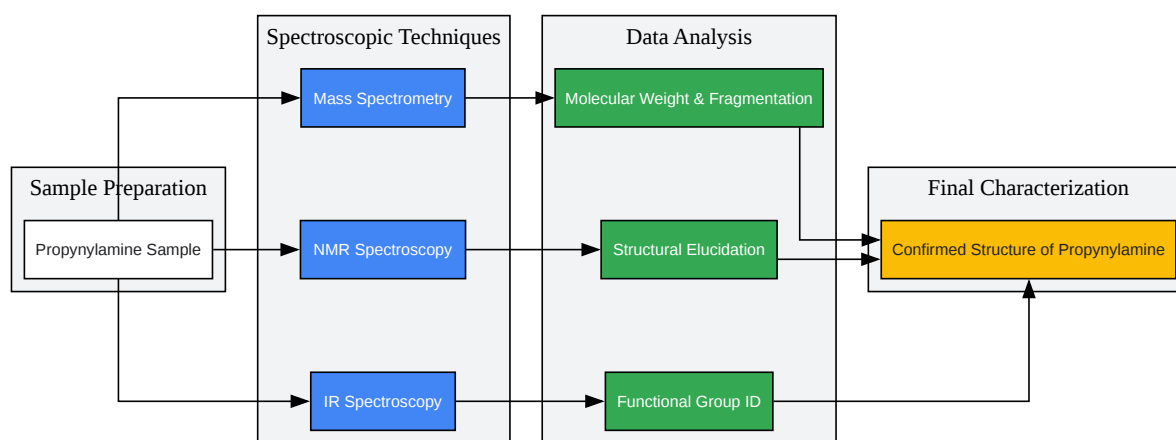 Spectroscopic Techniques
Data Analysis
Mass Spectrometry
Molecular Weight & Fragmentation
Sample Preparation
Final Characterization
Propynylamine Sample
NMR Spectroscopy
Structural Elucidation
Confirmed Structure of Propynylamine
IR Spectroscopy
Functional Group ID